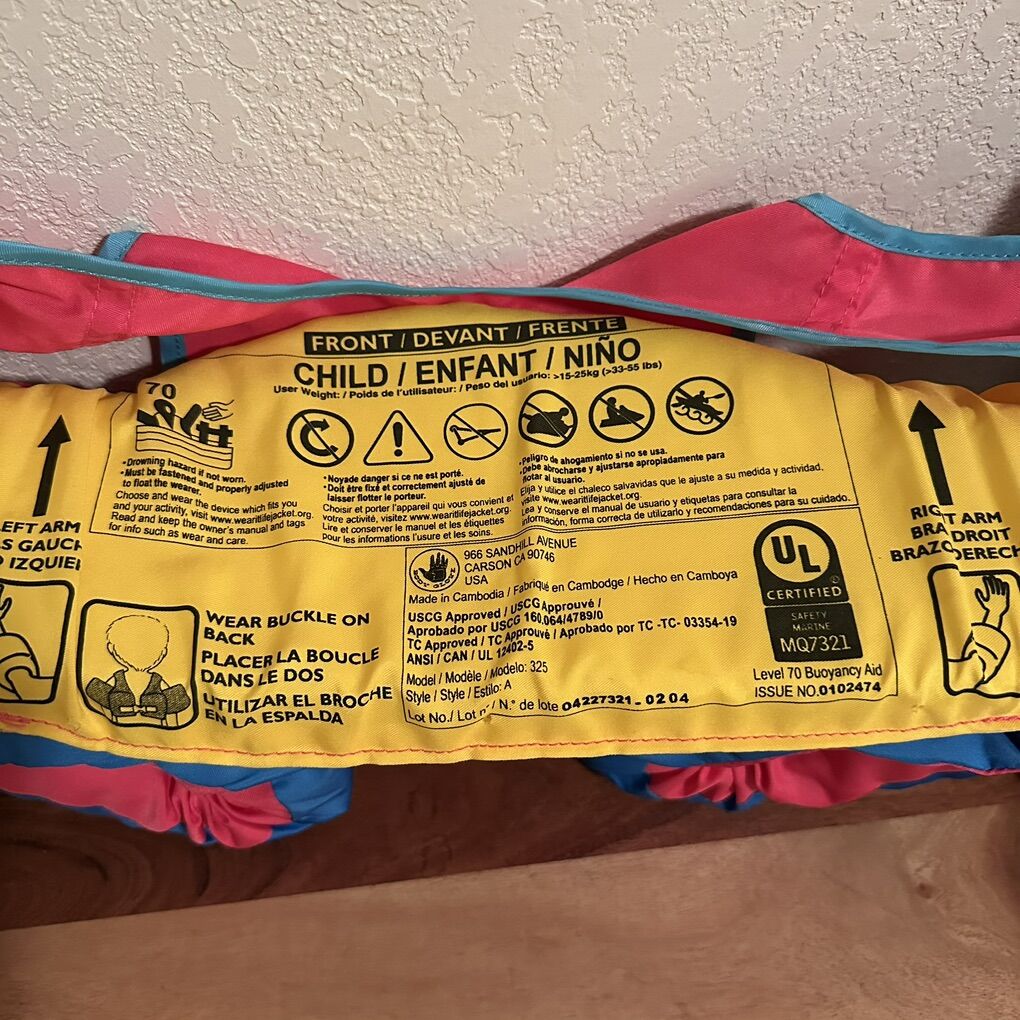 FRONT / DEVANT / FRENTE
CHILD / ENFANT / NIÑO
User Weight: / Poids de l'utilisateur: / Peso del usuario: >15-25kg (>33-55 lbs)
70
•Drowning hazard if not worn.
•Must be fastened and properly adjusted
to float the wearer.
Choose and wear the device which fits you
and your activity, visit www.wearitlifejacket.org.
Read and keep the owner's manual and tags
for info such as wear and care.
•Noyade danger si ce ne est porté.
•Doit être fixé et correctement ajusté de
laisser flotter le porteur.
Choisir et porter l'appareil qui vous convient et
votre activité, visitez www.wearitlifejacket.org.
Lire et conserver le manuel et les étiquettes
pour les informations l'usure et les soins.
•Peligro de ahogamiento si no se usa.
•Debe abrocharse y ajustarse apropiadamente para
flotar al usuario.
Elija y utilice el chaleco salvavidas que le ajuste a su medida y actividad,
visite www.wearitlifejacket.org.
Lea y conserve el manual de usuario y etiquetas para consultar la
información, forma correcta de utilizarlo y recomendaciones para su cuidado.
LEFT ARM
S GAUCH
O IZQUIE
WEAR BUCKLE ON
BACK
PLACER LA BOUCLE
DANS LE DOS
UTILIZAR EL BROCHE
EN LA ESPALDA
BODY GLOVE
966 SANDHILL AVENUE
CARSON CA 90746
USA
Made in Cambodia / Fabriqué en Cambodge / Hecho en Camboya
USCG Approved / USCG Approuvé /
Aprobado por USCG 160.064/4789/0
TC Approved / TC Approuvé / Aprobado por TC -TC- 03354-19
ANSI / CAN / UL 12402-5
Model / Modèle / Modelo: 325
Style / Style / Estilo: A
Lot No./ Lot n°/ N.° de lote 04227321-0204
UL
®
CERTIFIED
SAFETY
MARINE
MQ7321
Level 70 Buoyancy Aid
ISSUE NO.0102474
RIGHT ARM
BRA DROIT
BRAZO DERECH